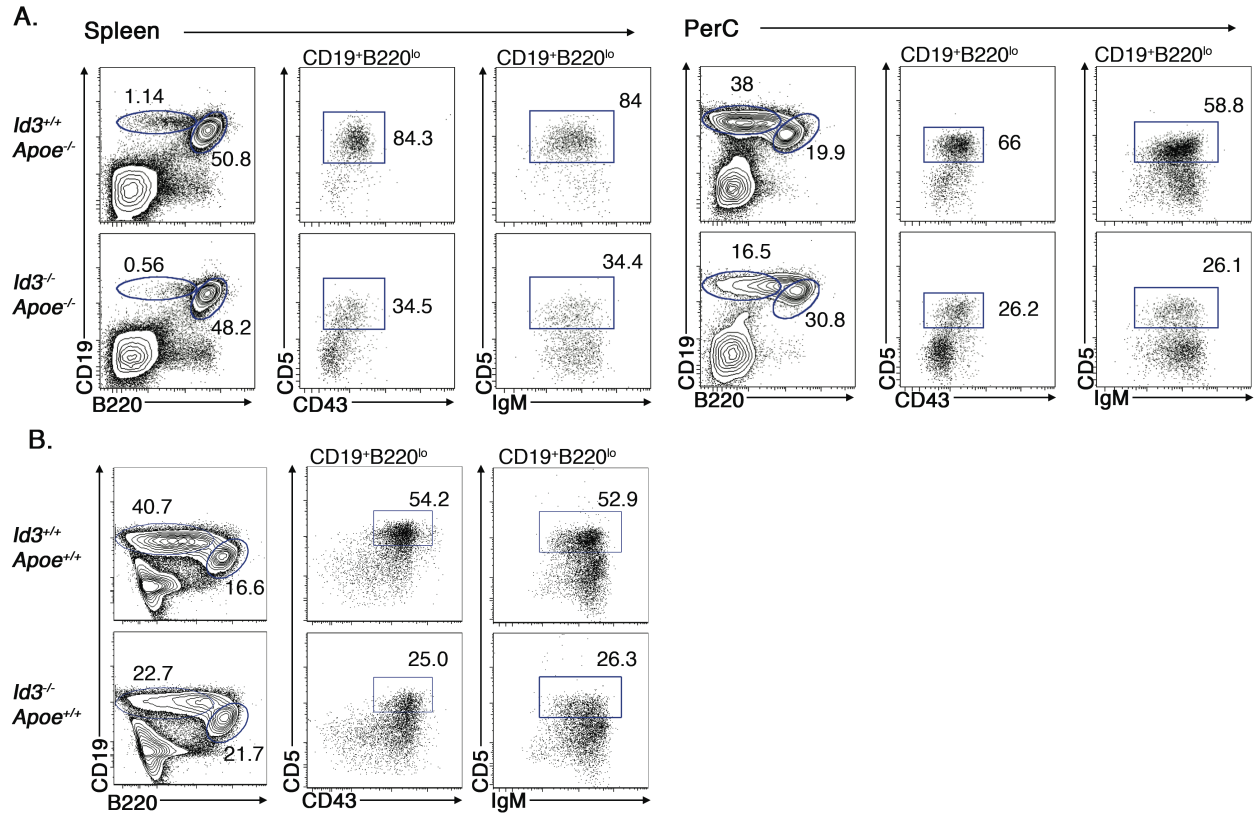 A.
Spleen
PerC
CD19⁺B220ˡᵒ
CD19⁺B220ˡᵒ
CD19⁺B220ˡᵒ
CD19⁺B220ˡᵒ
Id3⁺/⁺
Apoe⁻/⁻
1.14
50.8
84.3
84
38
19.9
66
58.8
Id3⁻/⁻
Apoe⁻/⁻
0.56
48.2
34.5
34.4
16.5
30.8
26.2
26.1
CD19
CD5
CD5
CD19
CD5
CD5
B220
CD43
IgM
B220
CD43
IgM
B.
CD19⁺B220ˡᵒ
CD19⁺B220ˡᵒ
Id3⁺/⁺
Apoe⁺/⁺
40.7
16.6
54.2
52.9
Id3⁻/⁻
Apoe⁺/⁺
22.7
21.7
25.0
26.3
CD19
CD5
CD5
B220
CD43
IgM